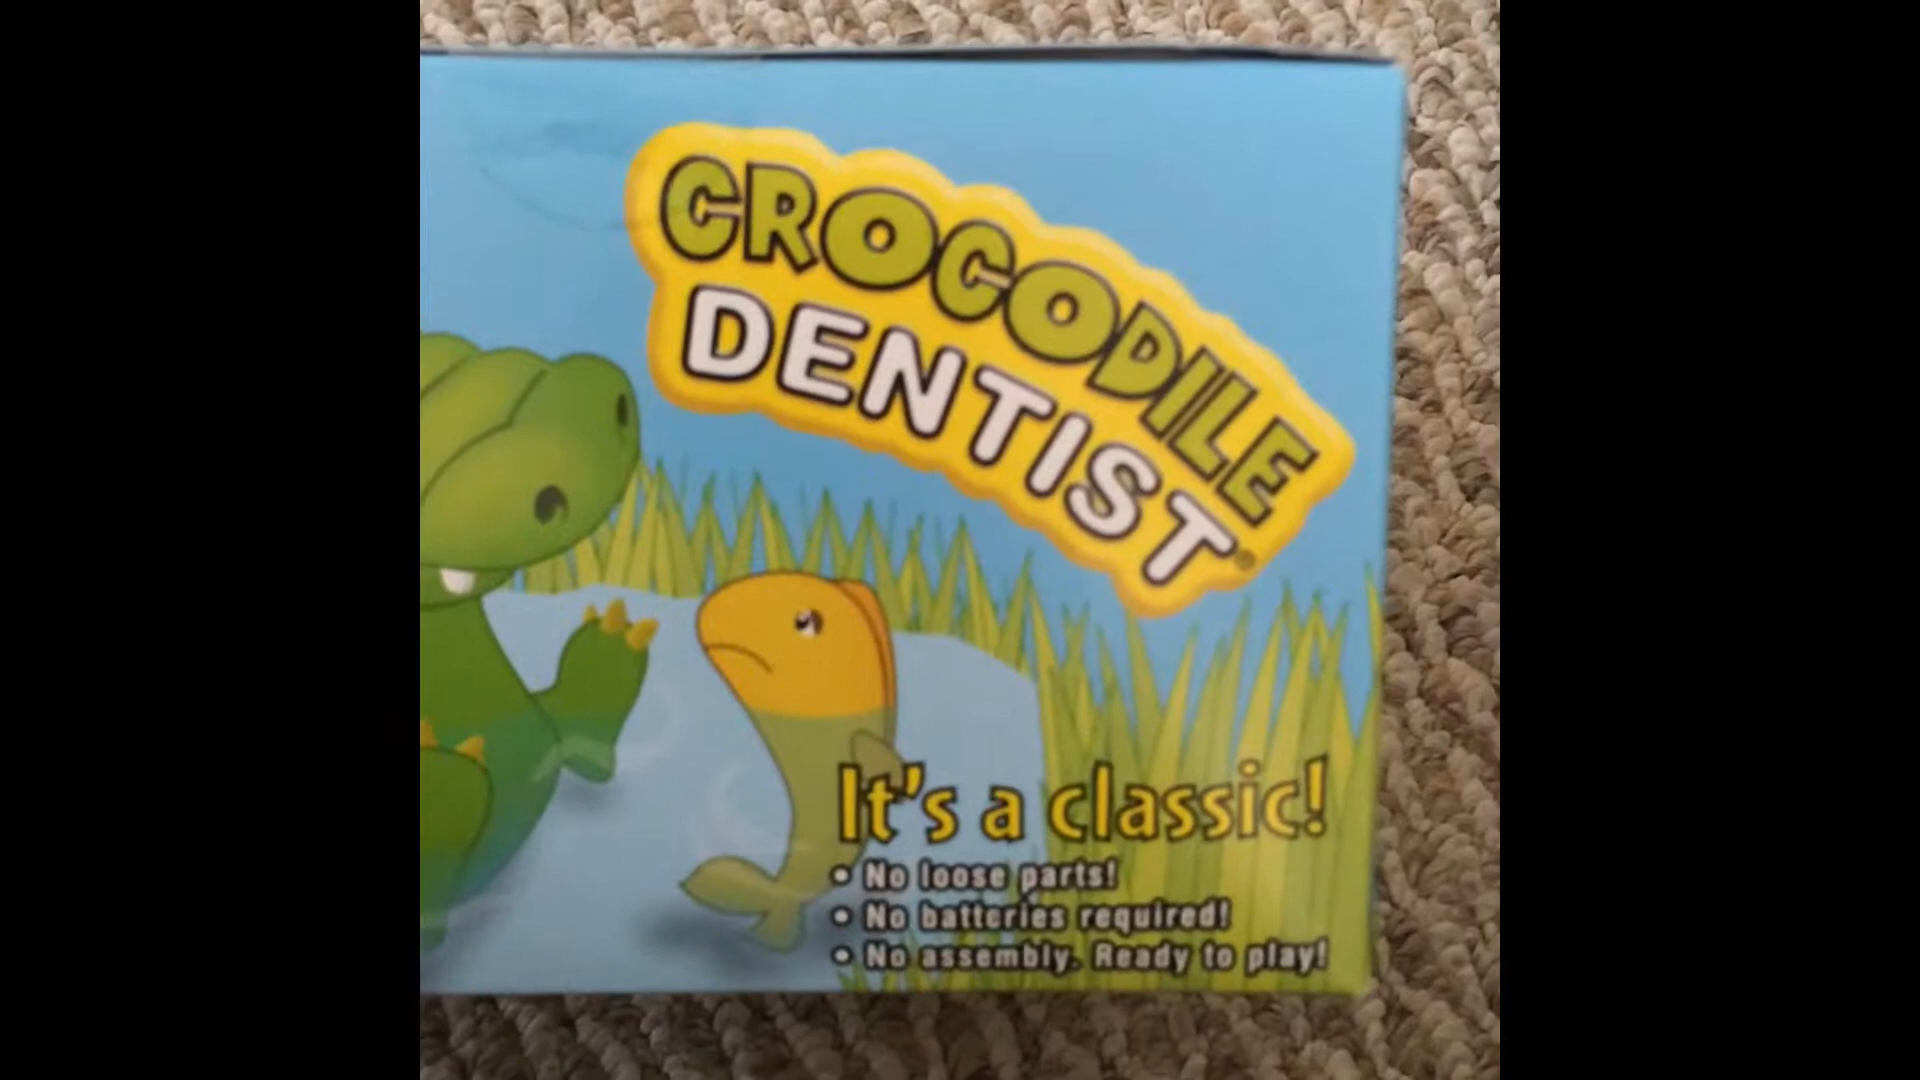 CROCODILE
DENTIST®
It's a classic!
• No loose parts!
• No batteries required!
• No assembly. Ready to play!